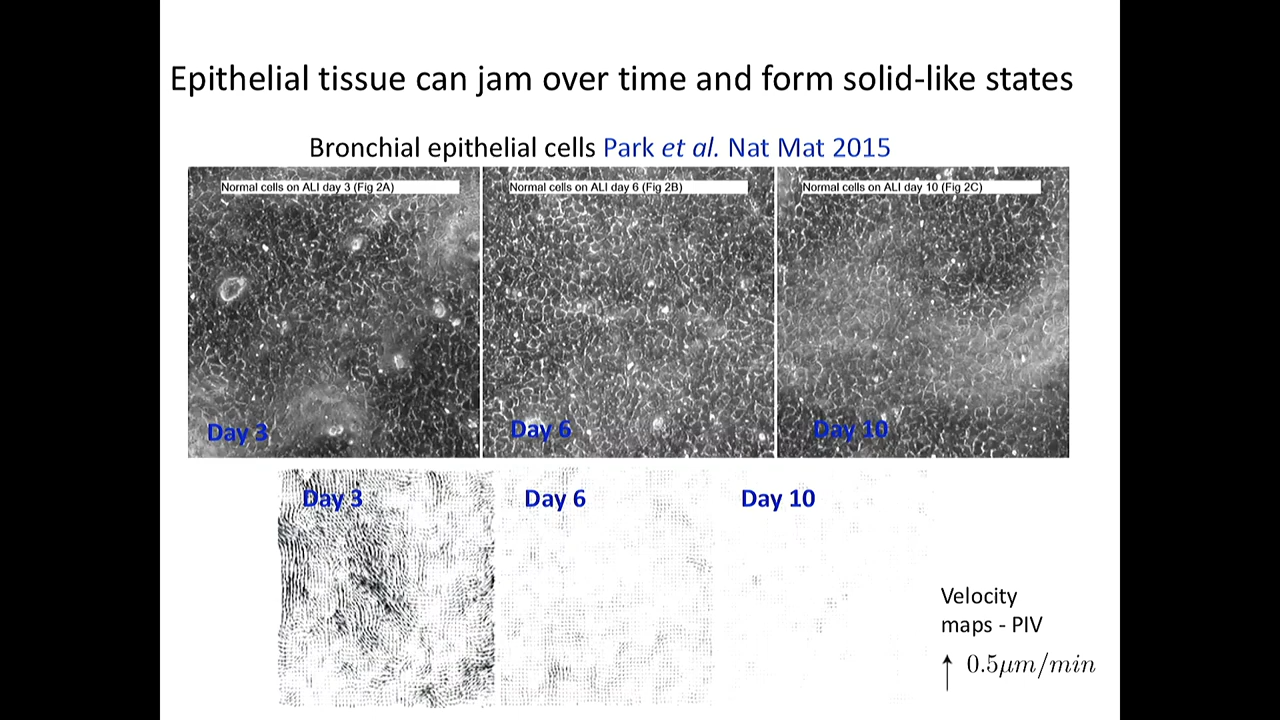 Epithelial tissue can jam over time and form solid-like states
Bronchial epithelial cells Park et al. Nat Mat 2015
Normal cells on ALI day 3 (Fig 2A)
Normal cells on ALI day 6 (Fig 2B)
Normal cells on ALI day 10 (Fig 2C)
Day 3
Day 6
Day 10
Day 3
Day 6
Day 10
Velocity
maps - PIV
0.5μm/min